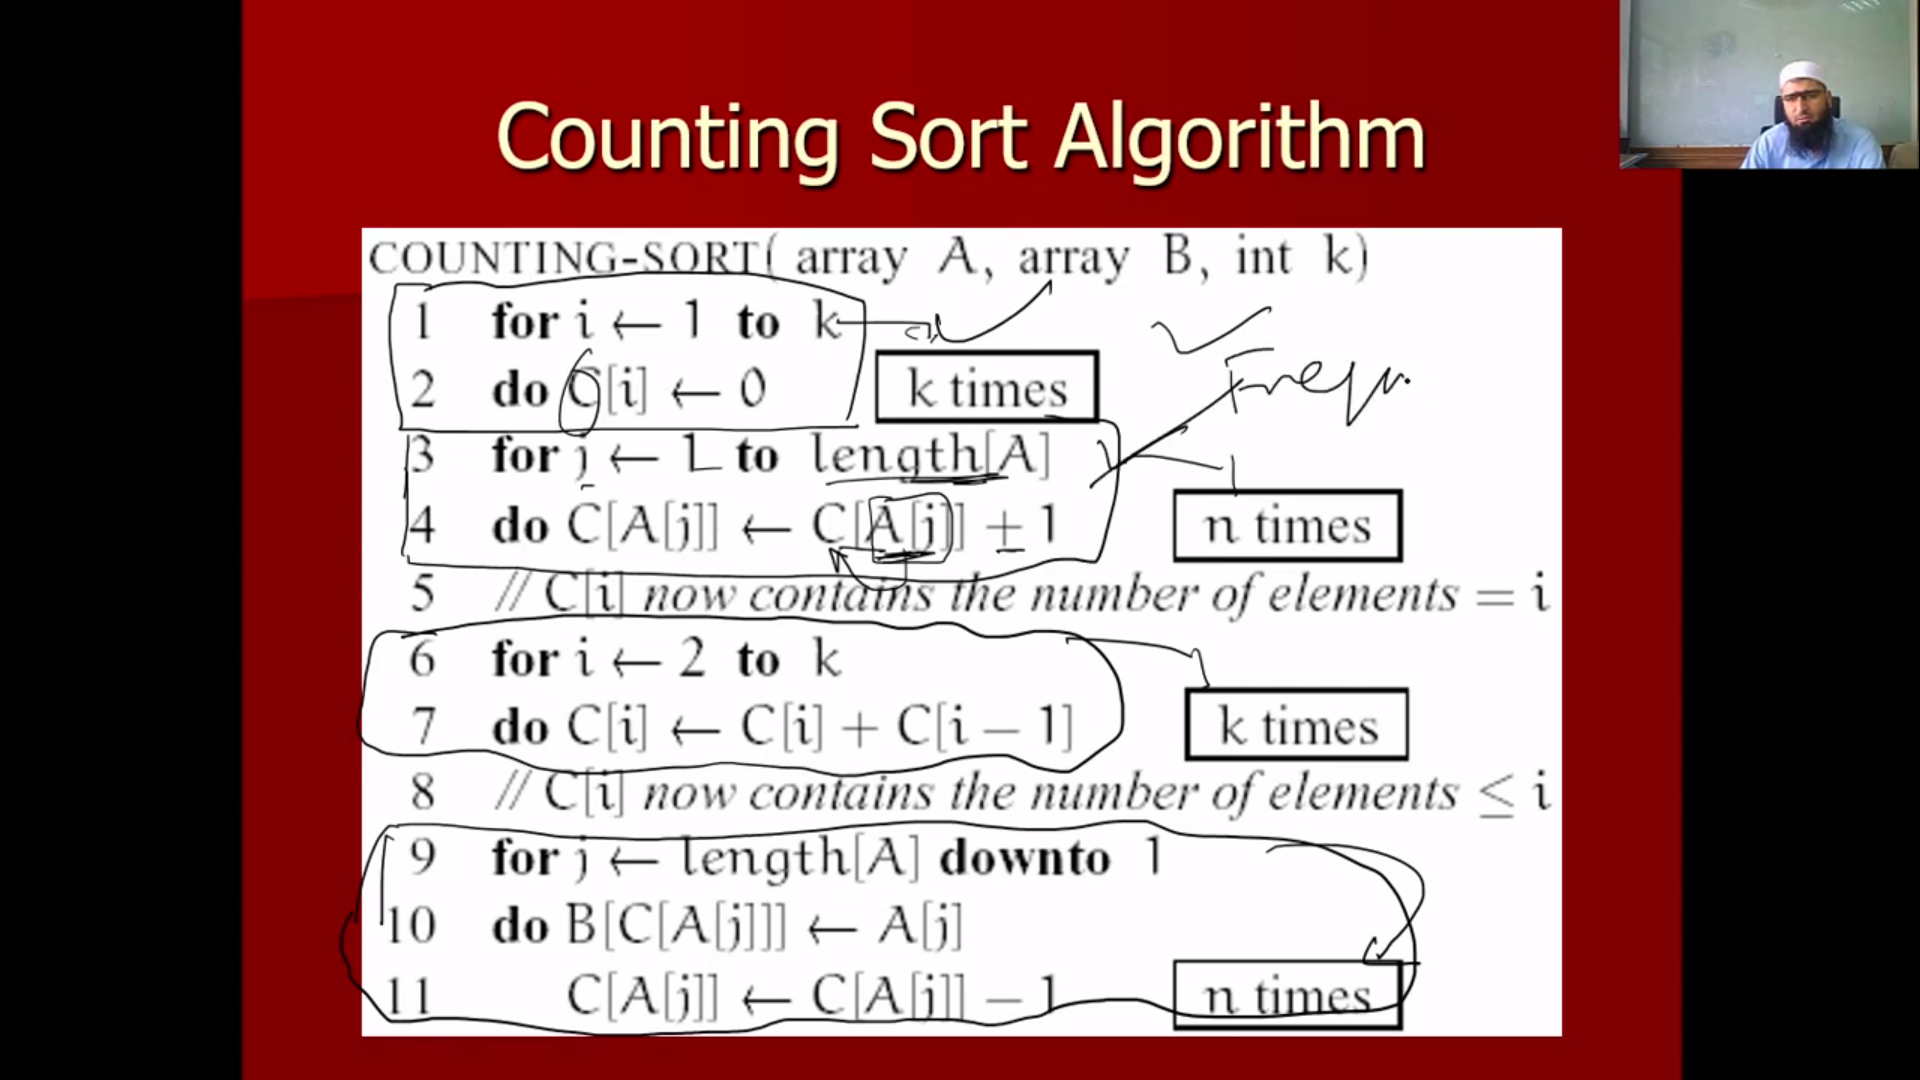 Counting Sort Algorithm
COUNTING-SORT( array A, array B, int k)
1 for i ← 1 to k
2 do C[i] ← 0
k times
Frequ.
3 for j ← 1 to length[A]
4 do C[A[j]] ← C[A[j]] + 1
n times
5 // C[i] now contains the number of elements = i
6 for i ← 2 to k
7 do C[i] ← C[i] + C[i − 1]
k times
8 // C[i] now contains the number of elements ≤ i
9 for j ← length[A] downto 1
10 do B[C[A[j]]] ← A[j]
11 C[A[j]] ← C[A[j]] − 1
n times